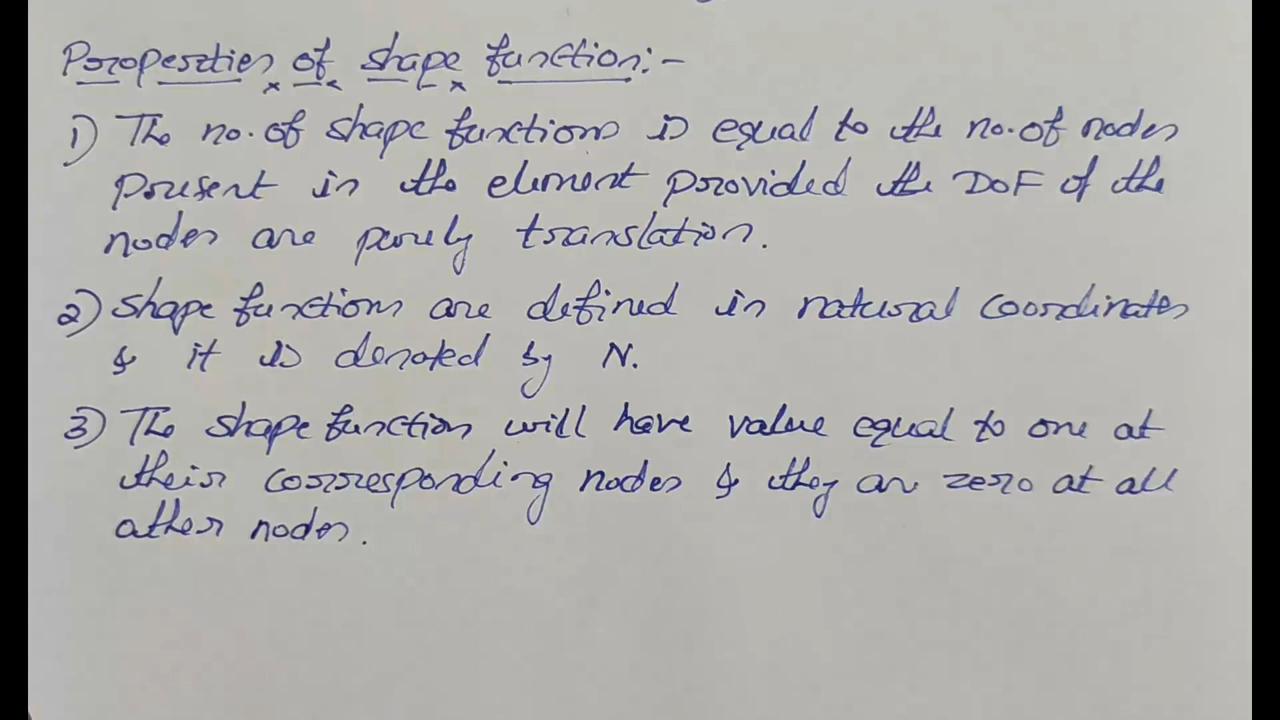 Properties of shape function:-
1) The no. of shape functions is equal to the no. of nodes
present in the element provided the DOF of the
nodes are purely translation.
2) Shape functions are defined in natural coordinates
& it is denoted by N.
3) The shape function will have value equal to one at
their corresponding nodes & they are zero at all
other nodes.